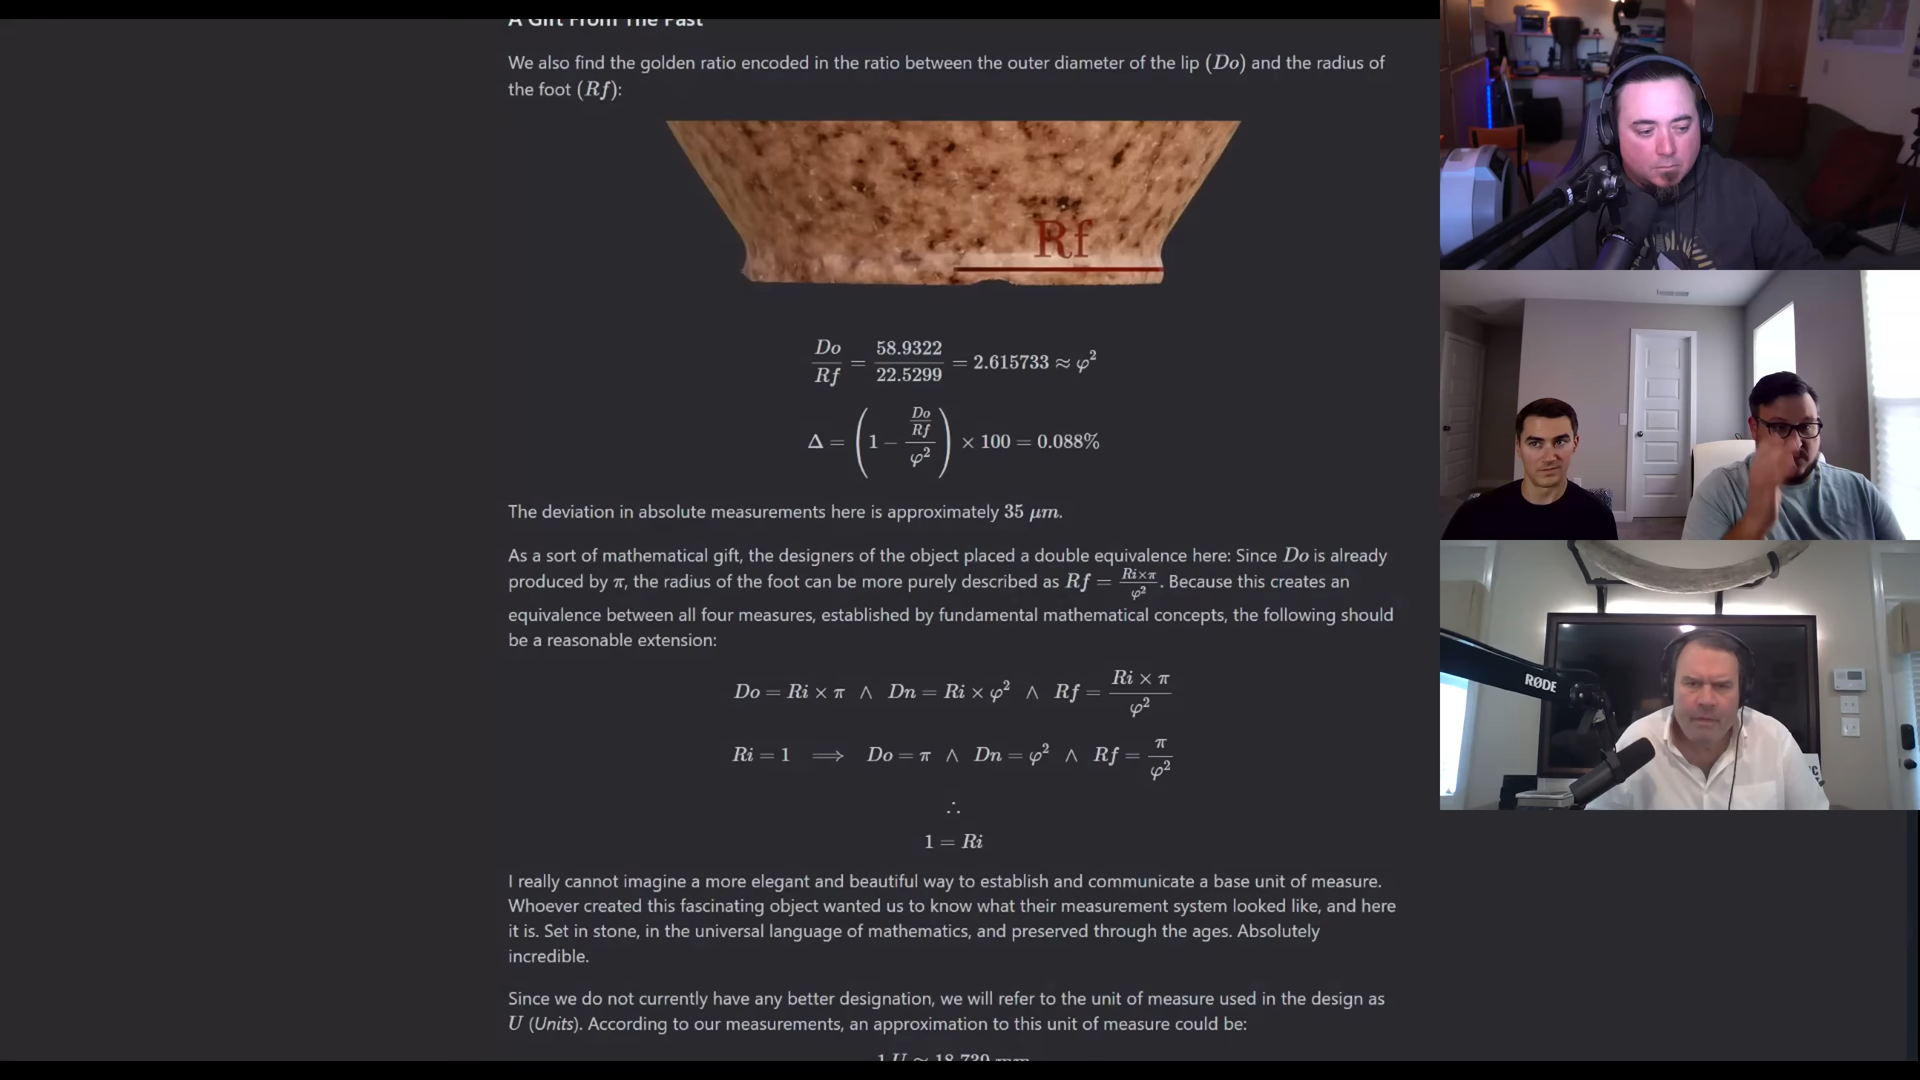 A Gift From The Past
We also find the golden ratio encoded in the ratio between the outer diameter of the lip (Do) and the radius of
the foot (Rf):
Rf
Do/Rf = 58.9322/22.5299 = 2.615733 ≈ φ²
Δ = (1 − (Do/Rf)/φ²) × 100 = 0.088%
The deviation in absolute measurements here is approximately 35 μm.
As a sort of mathematical gift, the designers of the object placed a double equivalence here: Since Do is already
produced by π, the radius of the foot can be more purely described as Rf = Ri×π/φ². Because this creates an
equivalence between all four measures, established by fundamental mathematical concepts, the following should
be a reasonable extension:
Do = Ri × π ∧ Dn = Ri × φ² ∧ Rf = Ri × π/φ²
Ri = 1 ⟹ Do = π ∧ Dn = φ² ∧ Rf = π/φ²
∴
1 = Ri
I really cannot imagine a more elegant and beautiful way to establish and communicate a base unit of measure.
Whoever created this fascinating object wanted us to know what their measurement system looked like, and here
it is. Set in stone, in the universal language of mathematics, and preserved through the ages. Absolutely
incredible.
Since we do not currently have any better designation, we will refer to the unit of measure used in the design as
U (Units). According to our measurements, an approximation to this unit of measure could be:
RØDE